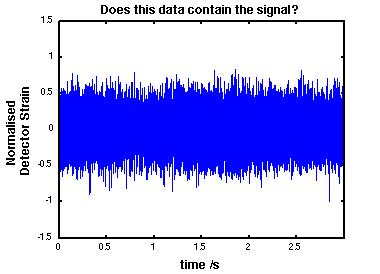 Does this data contain the signal?
1.5
1
0.5
0
-0.5
-1
-1.5
Normalised
Detector Strain
0 0.5 1 1.5 2 2.5
time /s